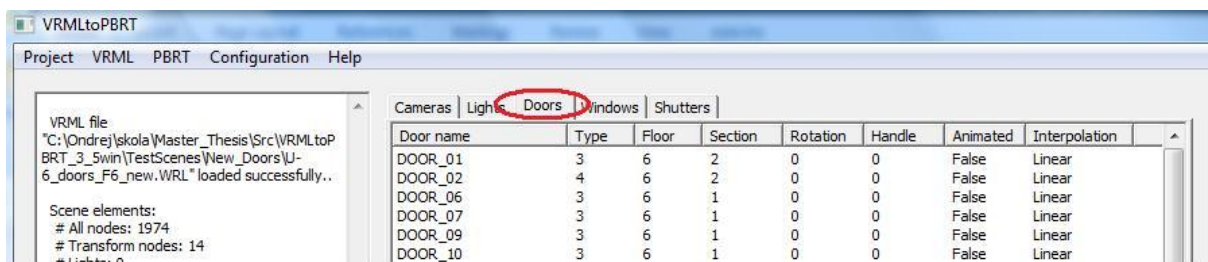 VRMLtoPBRT
Project VRML PBRT Configuration Help
VRML file
"C:\Ondrej\skola\Master_Thesis\Src\VRMLtoP
BRT_3_5win\TestScenes\New_Doors\U-
6_doors_F6_new.WRL" loaded successfully..
Scene elements:
# All nodes: 1974
# Transform nodes: 14
# Lights: 0
Cameras Lights Doors Windows Shutters
Door name Type Floor Section Rotation Handle Animated Interpolation
DOOR_01 3 6 2 0 0 False Linear
DOOR_02 4 6 2 0 0 False Linear
DOOR_06 3 6 1 0 0 False Linear
DOOR_07 3 6 1 0 0 False Linear
DOOR_09 3 6 1 0 0 False Linear
DOOR_10 3 6 1 0 0 False Linear